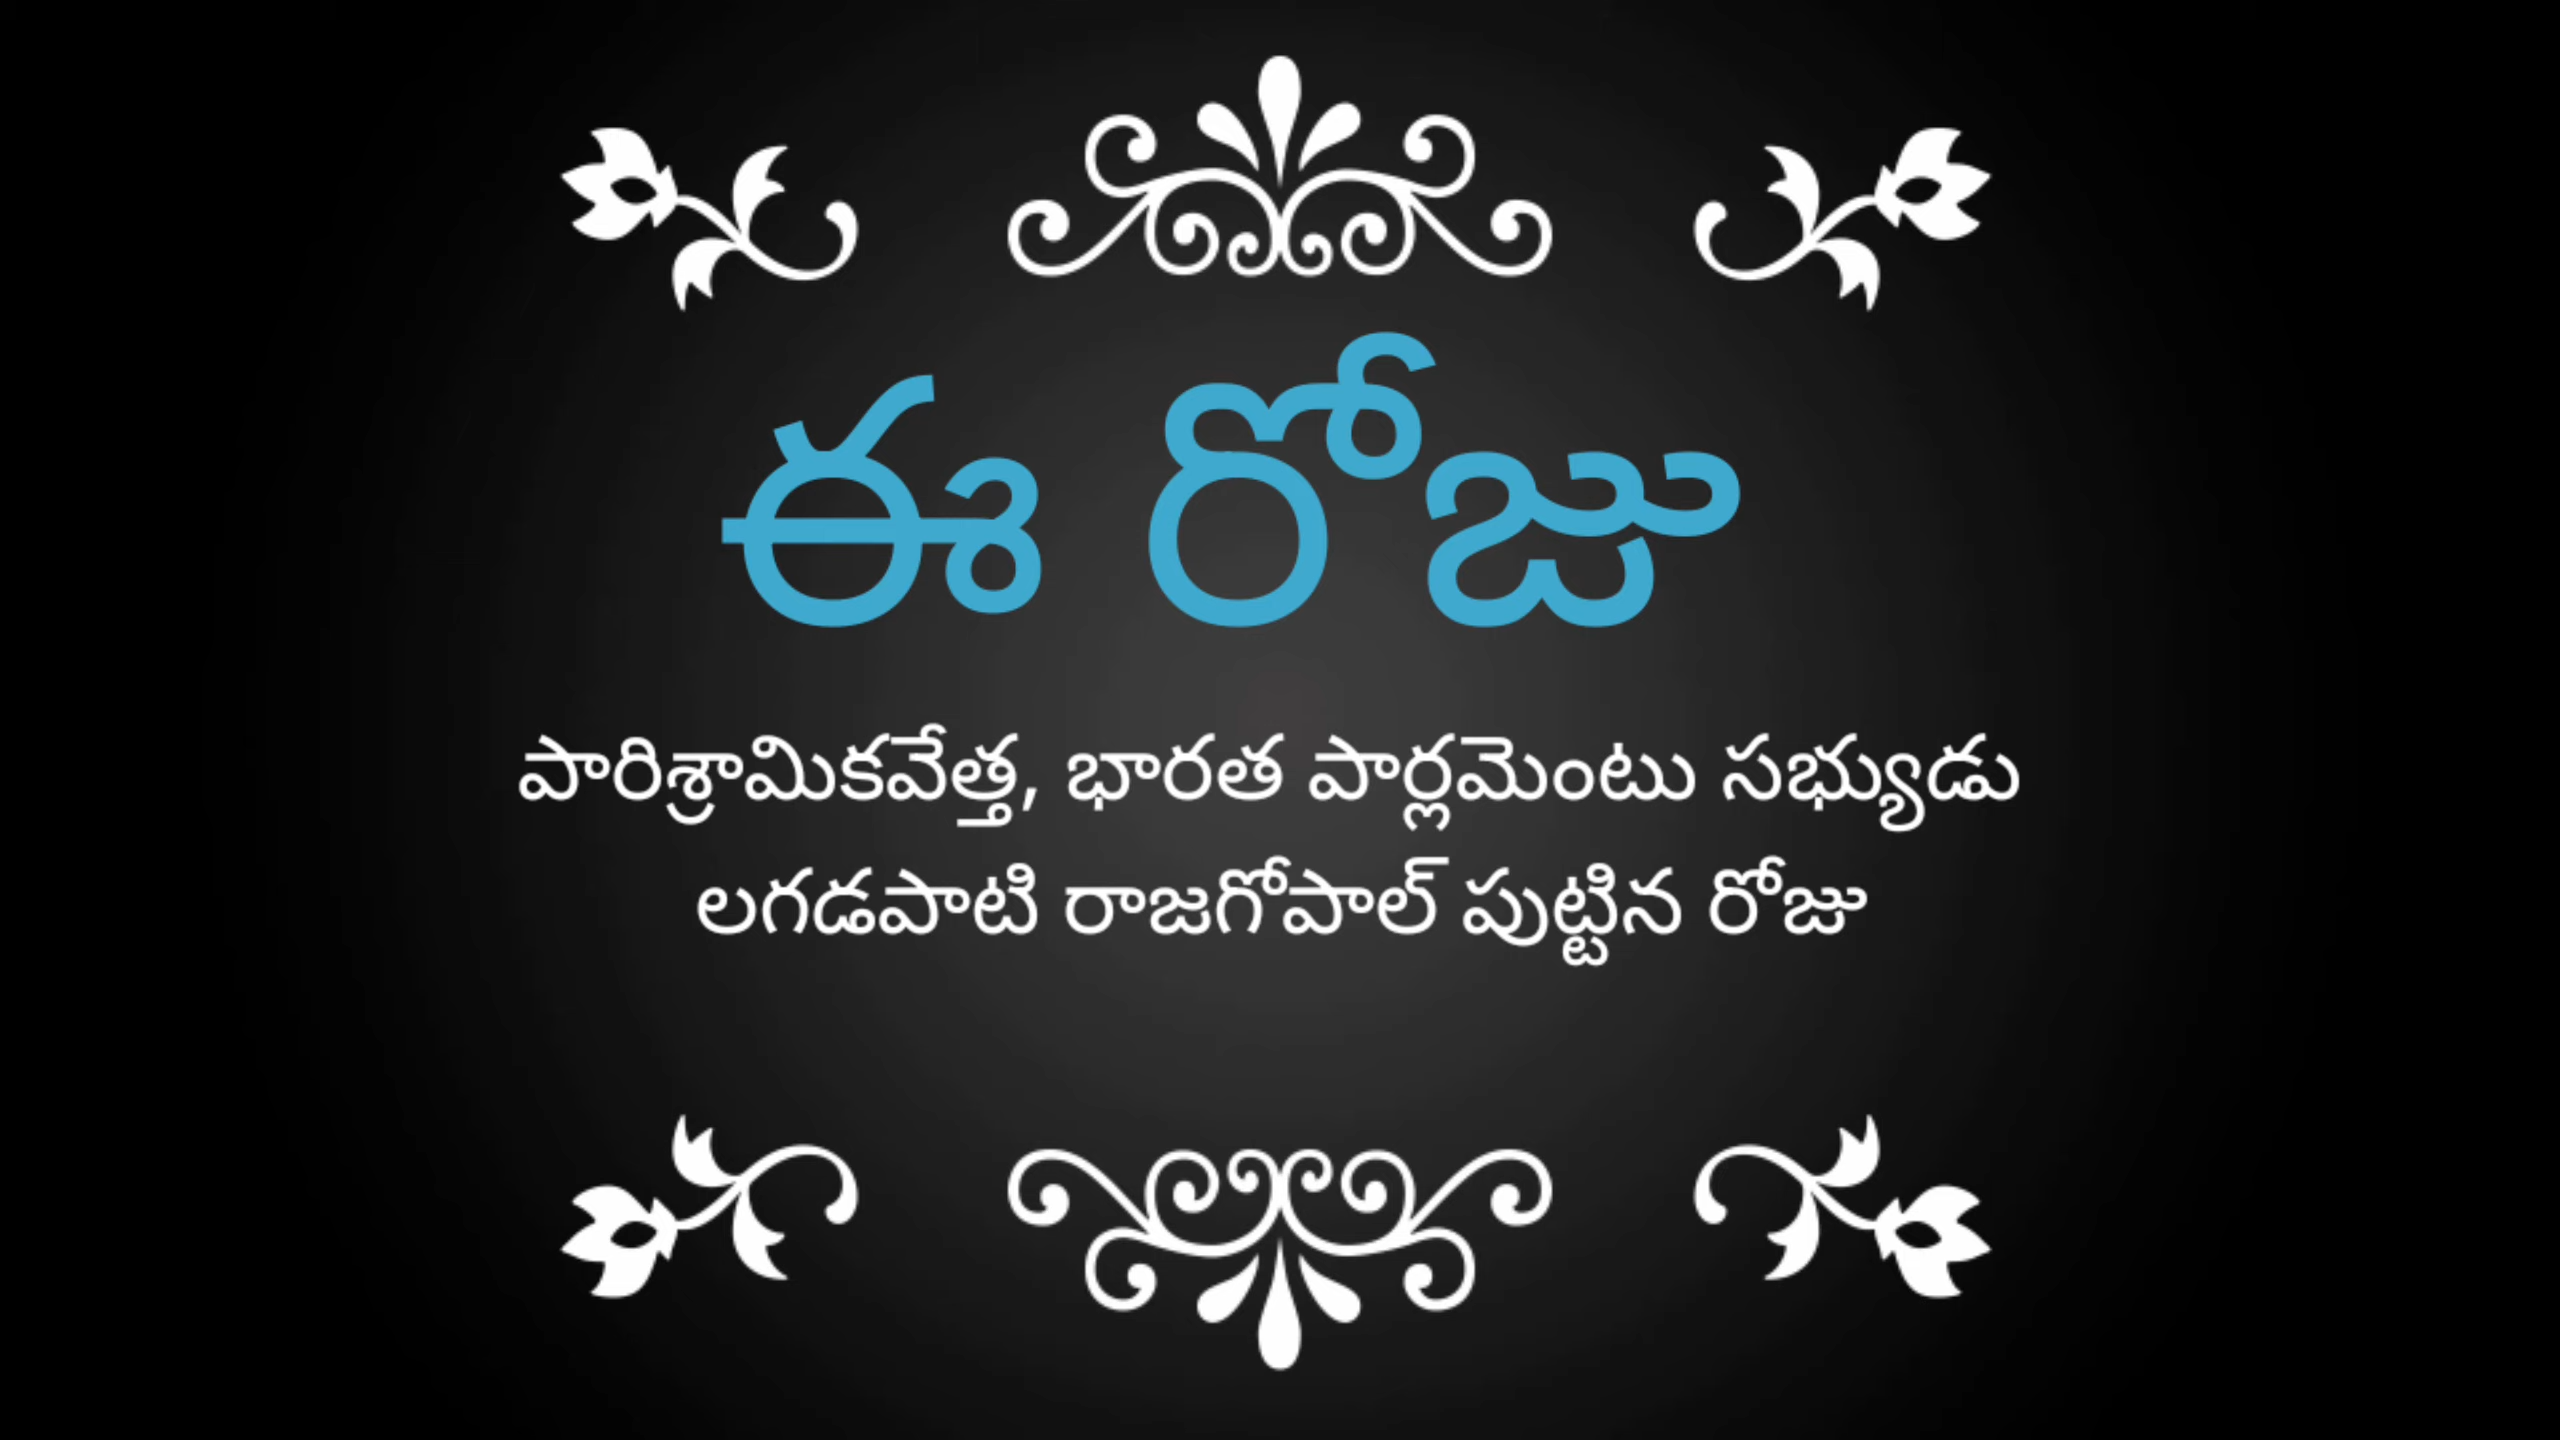 ఈ రోజు
పారిశ్రామికవేత్త, భారత పార్లమెంటు సభ్యుడు
లగడపాటి రాజగోపాల్ పుట్టిన రోజు